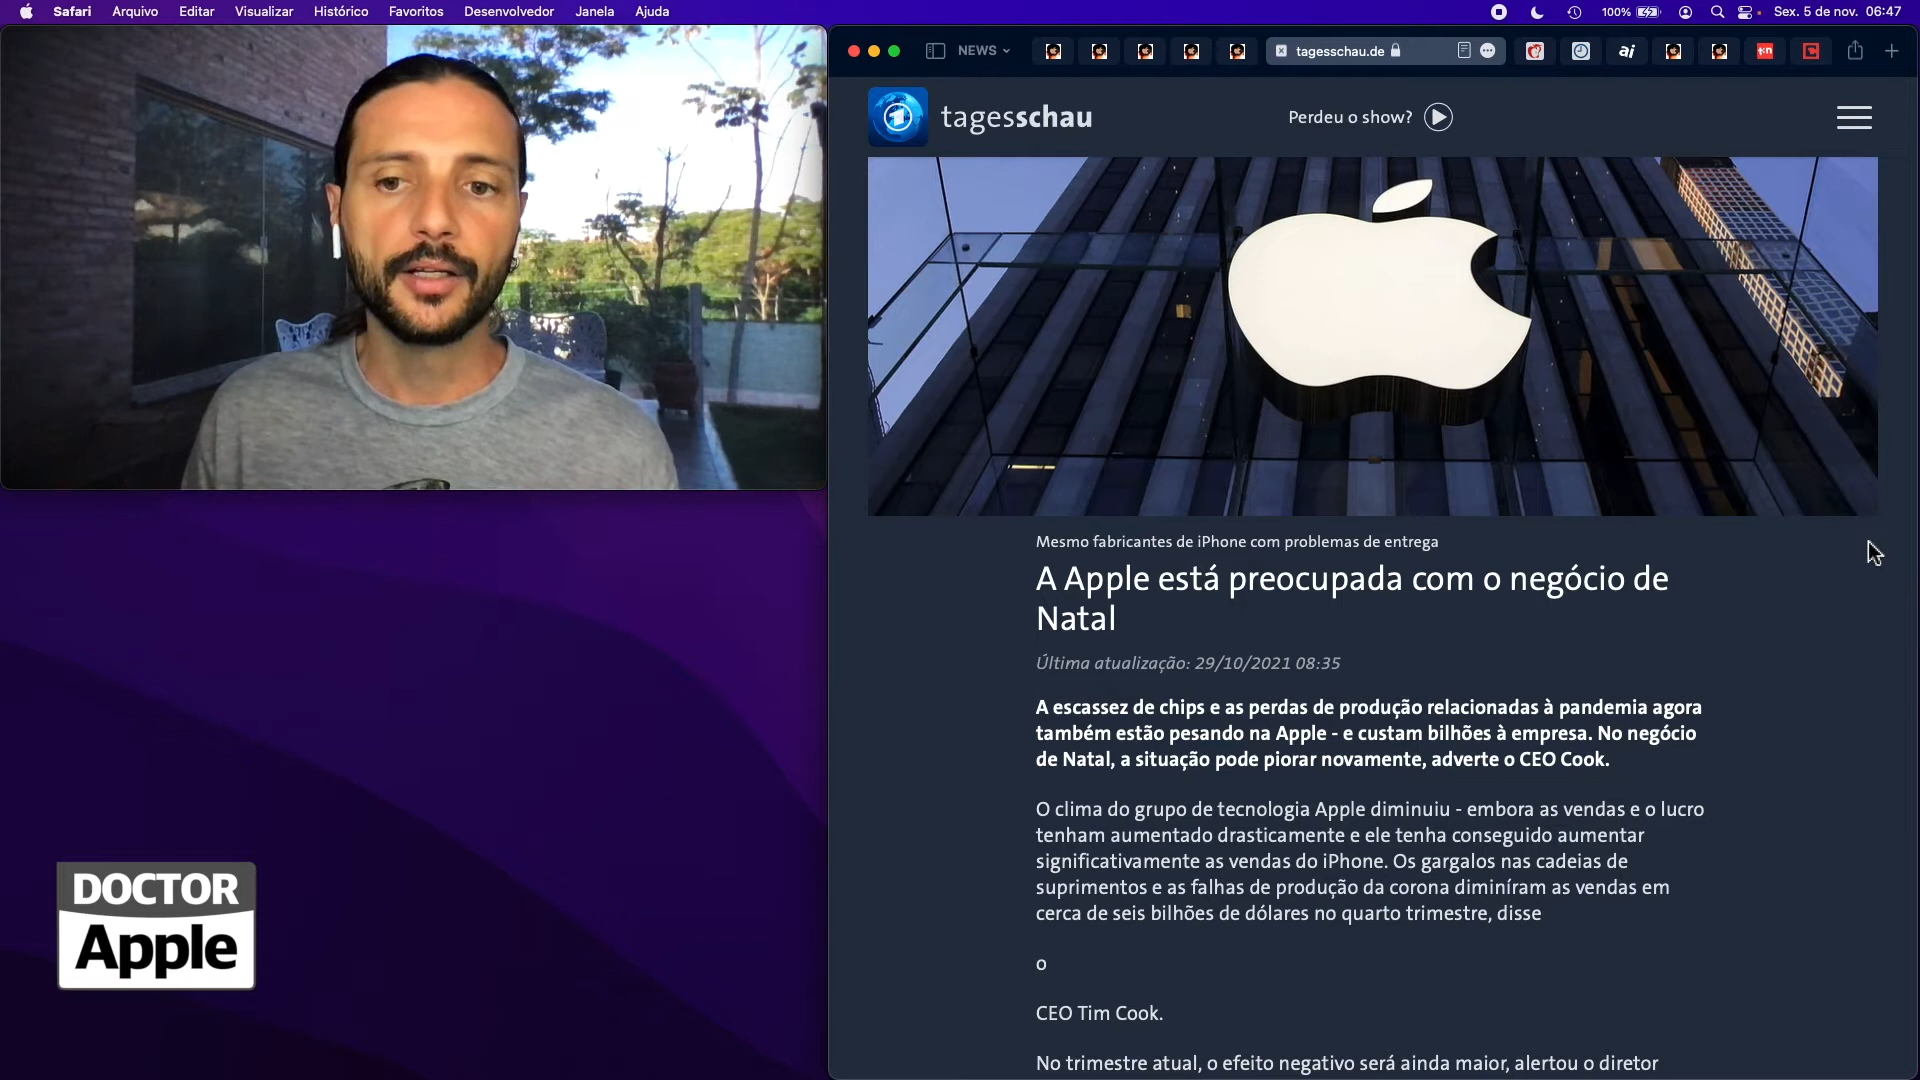 Safari Arquivo Editar Visualizar Histórico Favoritos Desenvolvedor Janela Ajuda
100% Sex. 5 de nov. 06:47
NEWS
tagesschau.de
ai
tagesschau
Perdeu o show?
Mesmo fabricantes de iPhone com problemas de entrega
A Apple está preocupada com o negócio de
Natal
Última atualização: 29/10/2021 08:35
A escassez de chips e as perdas de produção relacionadas à pandemia agora
também estão pesando na Apple - e custam bilhões à empresa. No negócio
de Natal, a situação pode piorar novamente, adverte o CEO Cook.
O clima do grupo de tecnologia Apple diminuiu - embora as vendas e o lucro
tenham aumentado drasticamente e ele tenha conseguido aumentar
significativamente as vendas do iPhone. Os gargalos nas cadeias de
suprimentos e as falhas de produção da corona diminíram as vendas em
cerca de seis bilhões de dólares no quarto trimestre, disse
o
CEO Tim Cook.
No trimestre atual, o efeito negativo será ainda maior, alertou o diretor
DOCTOR
Apple